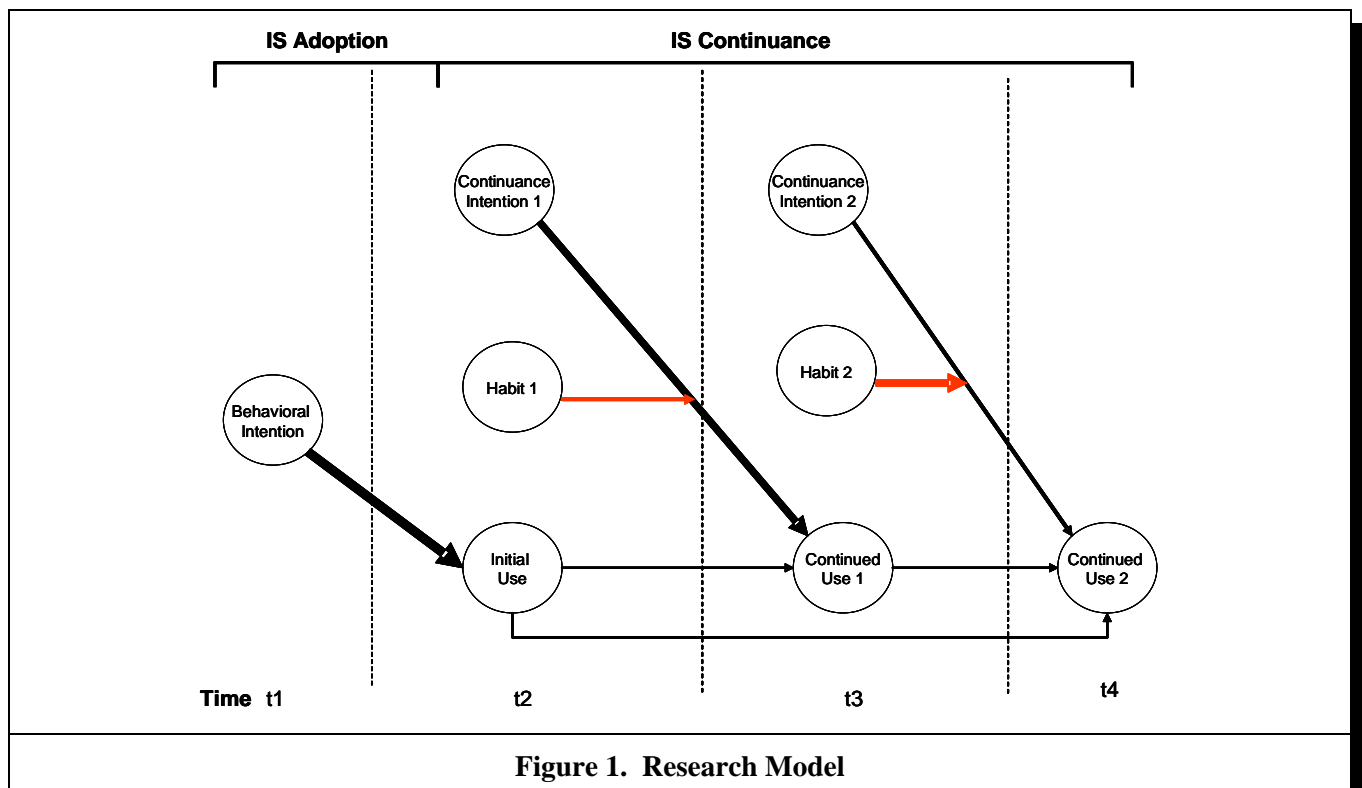 IS Adoption
IS Continuance
Continuance
Intention 1
Continuance
Intention 2
Habit 1
Habit 2
Behavioral
Intention
Initial
Use
Continued
Use 1
Continued
Use 2
Time t1
t2
t3
t4
Figure 1. Research Model